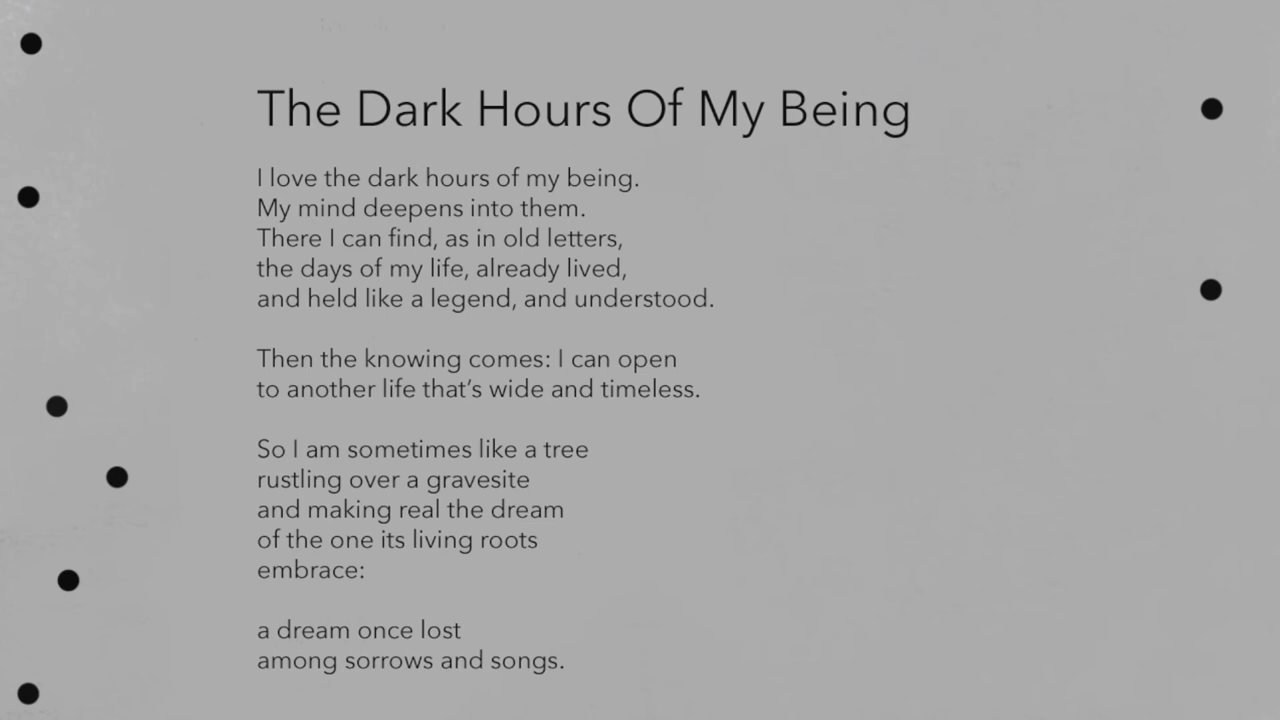 The Dark Hours Of My Being
I love the dark hours of my being.
My mind deepens into them.
There I can find, as in old letters,
the days of my life, already lived,
and held like a legend, and understood.
Then the knowing comes: I can open
to another life that’s wide and timeless.
So I am sometimes like a tree
rustling over a gravesite
and making real the dream
of the one its living roots
embrace:
a dream once lost
among sorrows and songs.